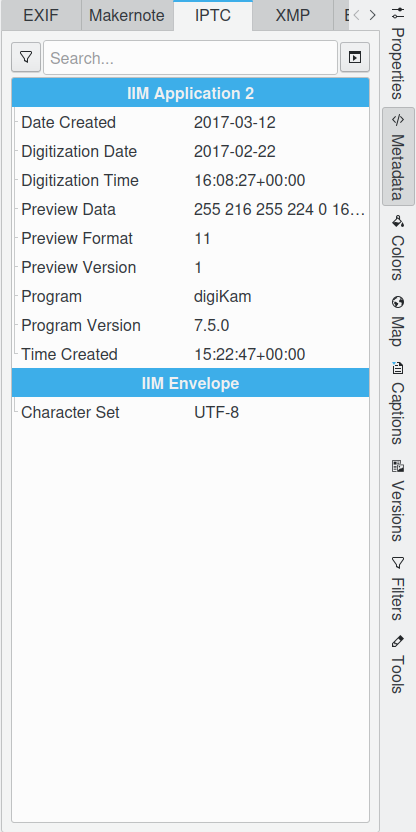 EXIF Makernote IPTC XMP
Search...
IIM Application 2
Date Created 2017-03-12
Digitization Date 2017-02-22
Digitization Time 16:08:27+00:00
Preview Data 255 216 255 224 0 16...
Preview Format 11
Preview Version 1
Program digiKam
Program Version 7.5.0
Time Created 15:22:47+00:00
IIM Envelope
Character Set UTF-8
Properties
Metadata
Colors
Map
Captions
Versions
Filters
Tools